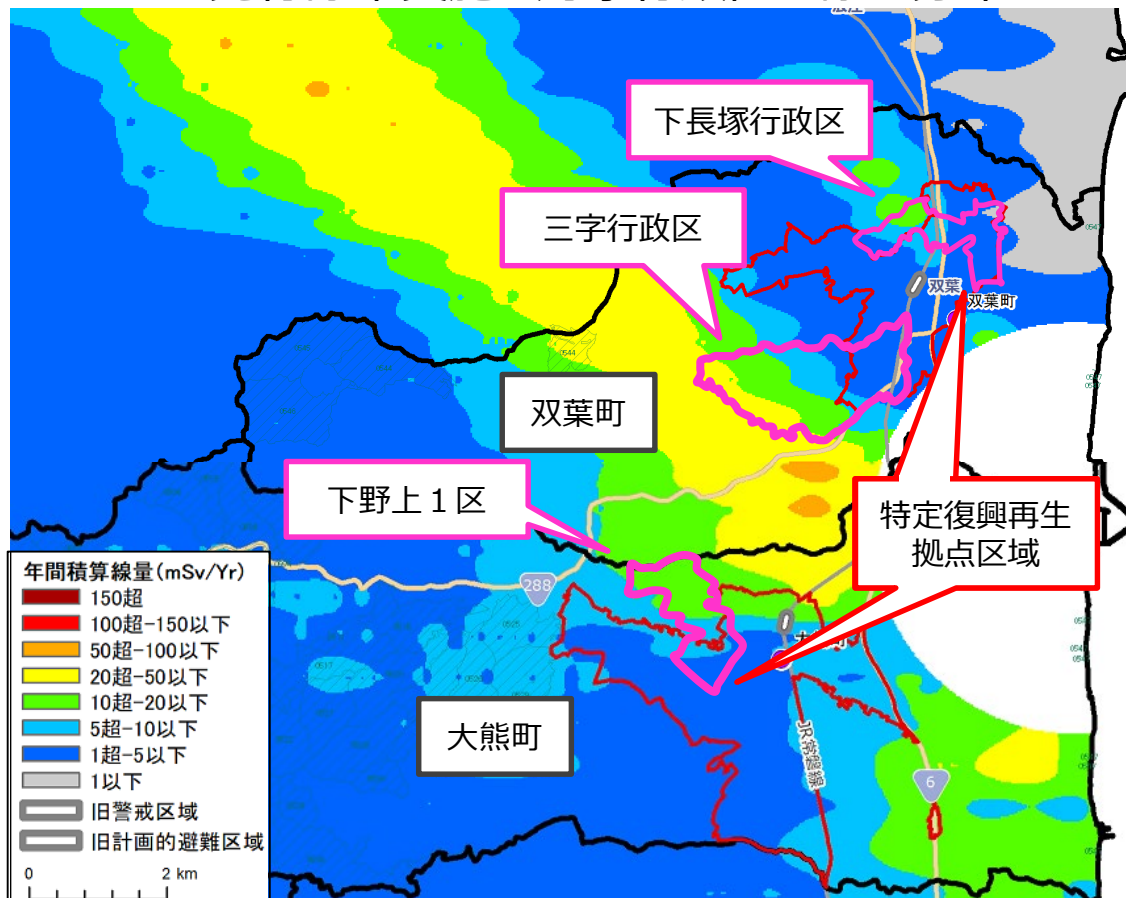 浪江
下長塚行政区
三字行政区
双葉
双葉町
0544
双葉町
下野上１区
特定復興再生
拠点区域
288
大熊町
JR常磐線
6
年間積算線量(mSv/Yr)
150超
100超-150以下
50超-100以下
20超-50以下
10超-20以下
5超-10以下
1超-5以下
1以下
旧警戒区域
旧計画的避難区域
0 2 km